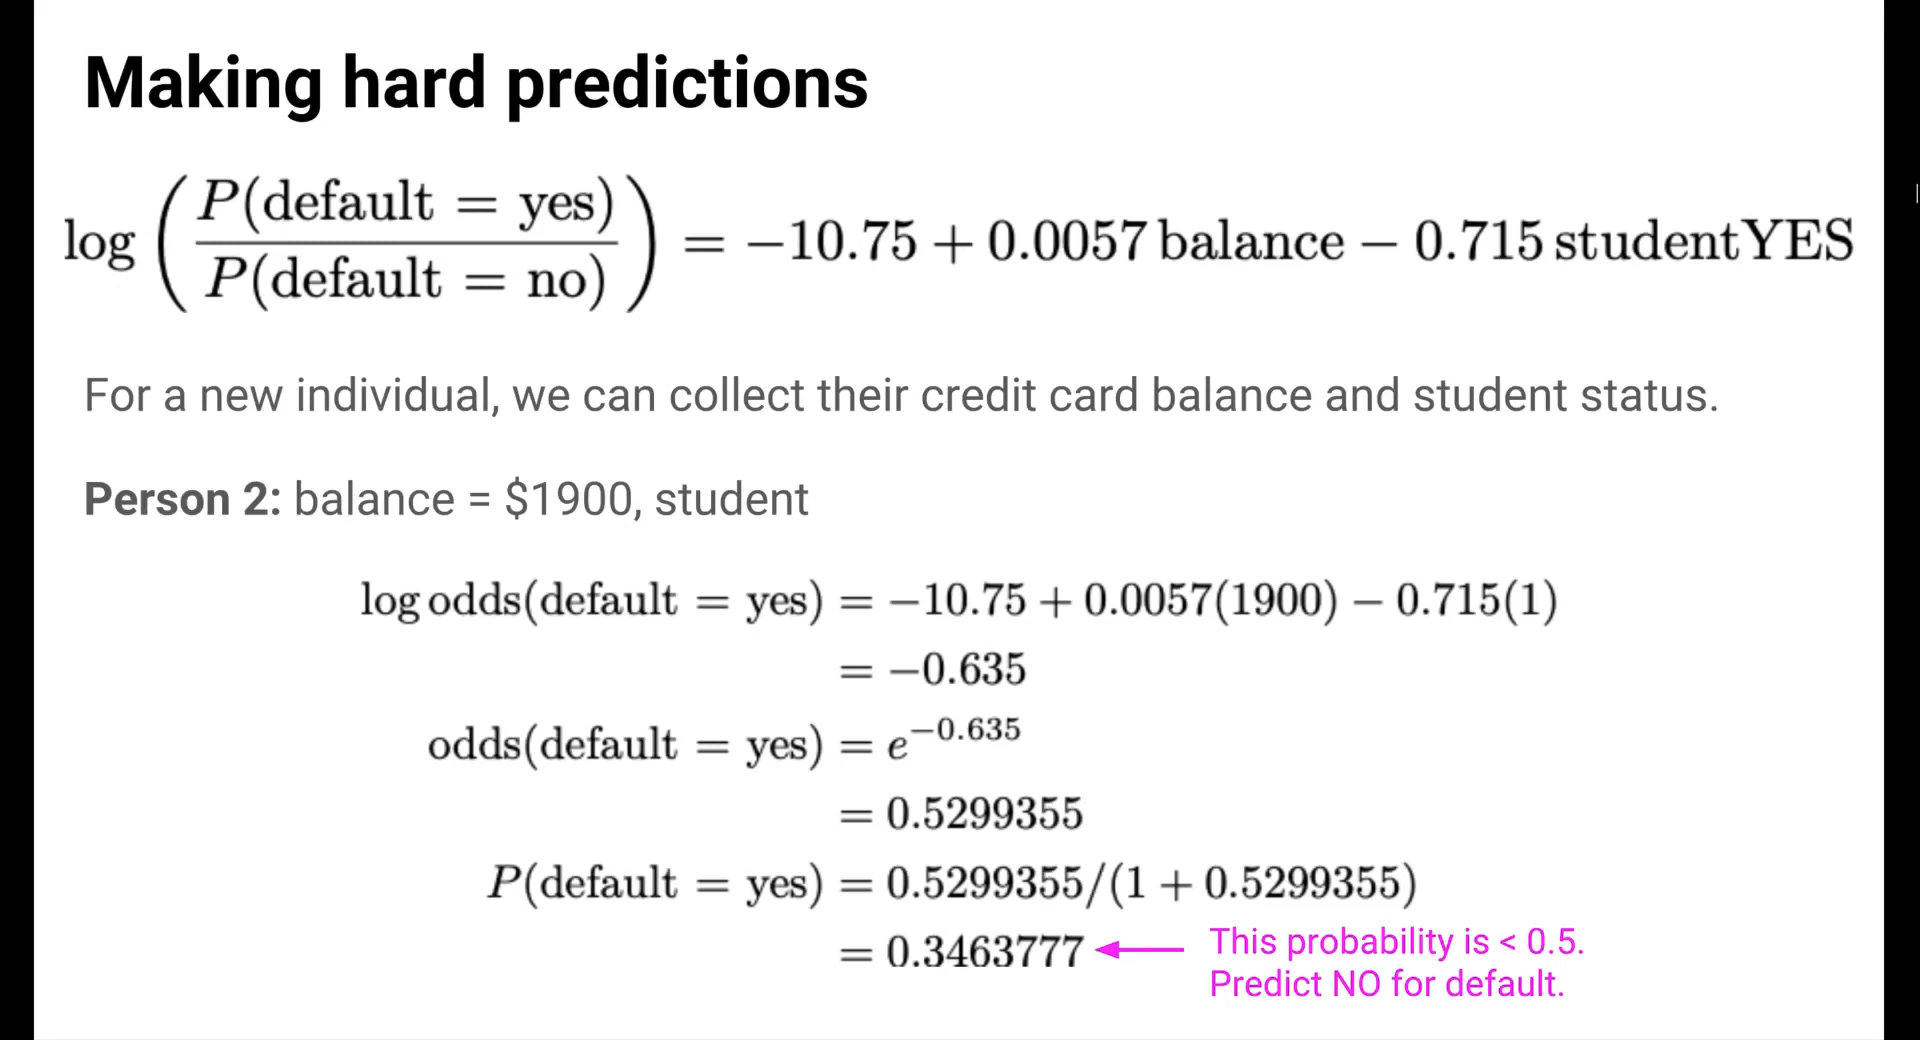 Making hard predictions
log (P(default = yes) / P(default = no)) = −10.75 + 0.0057 balance − 0.715 studentYES
For a new individual, we can collect their credit card balance and student status.
Person 2: balance = $1900, student
log odds(default = yes) = −10.75 + 0.0057(1900) − 0.715(1)
= −0.635
odds(default = yes) = e^−0.635
= 0.5299355
P(default = yes) = 0.5299355/(1 + 0.5299355)
= 0.3463777
This probability is < 0.5.
Predict NO for default.